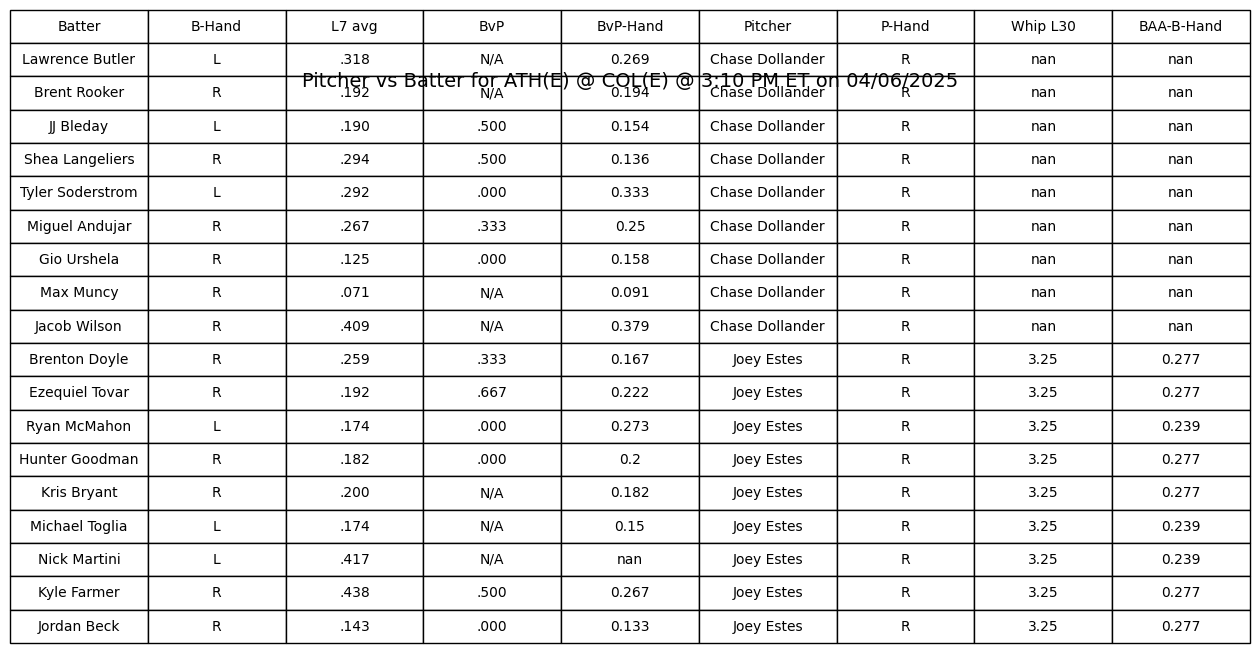 Batter B-Hand L7 avg BvP BvP-Hand Pitcher P-Hand Whip L30 BAA-B-Hand
Lawrence Butler L .318 N/A 0.269 Chase Dollander R nan nan
Pitcher vs Batter for ATH(E) @ COL(E) @ 3:10 PM ET on 04/06/2025
Brent Rooker R .192 N/A 0.194 Chase Dollander R nan nan
JJ Bleday L .190 .500 0.154 Chase Dollander R nan nan
Shea Langeliers R .294 .500 0.136 Chase Dollander R nan nan
Tyler Soderstrom L .292 .000 0.333 Chase Dollander R nan nan
Miguel Andujar R .267 .333 0.25 Chase Dollander R nan nan
Gio Urshela R .125 .000 0.158 Chase Dollander R nan nan
Max Muncy R .071 N/A 0.091 Chase Dollander R nan nan
Jacob Wilson R .409 N/A 0.379 Chase Dollander R nan nan
Brenton Doyle R .259 .333 0.167 Joey Estes R 3.25 0.277
Ezequiel Tovar R .192 .667 0.222 Joey Estes R 3.25 0.277
Ryan McMahon L .174 .000 0.273 Joey Estes R 3.25 0.239
Hunter Goodman R .182 .000 0.2 Joey Estes R 3.25 0.277
Kris Bryant R .200 N/A 0.182 Joey Estes R 3.25 0.277
Michael Toglia L .174 N/A 0.15 Joey Estes R 3.25 0.239
Nick Martini L .417 N/A nan Joey Estes R 3.25 0.239
Kyle Farmer R .438 .500 0.267 Joey Estes R 3.25 0.277
Jordan Beck R .143 .000 0.133 Joey Estes R 3.25 0.277